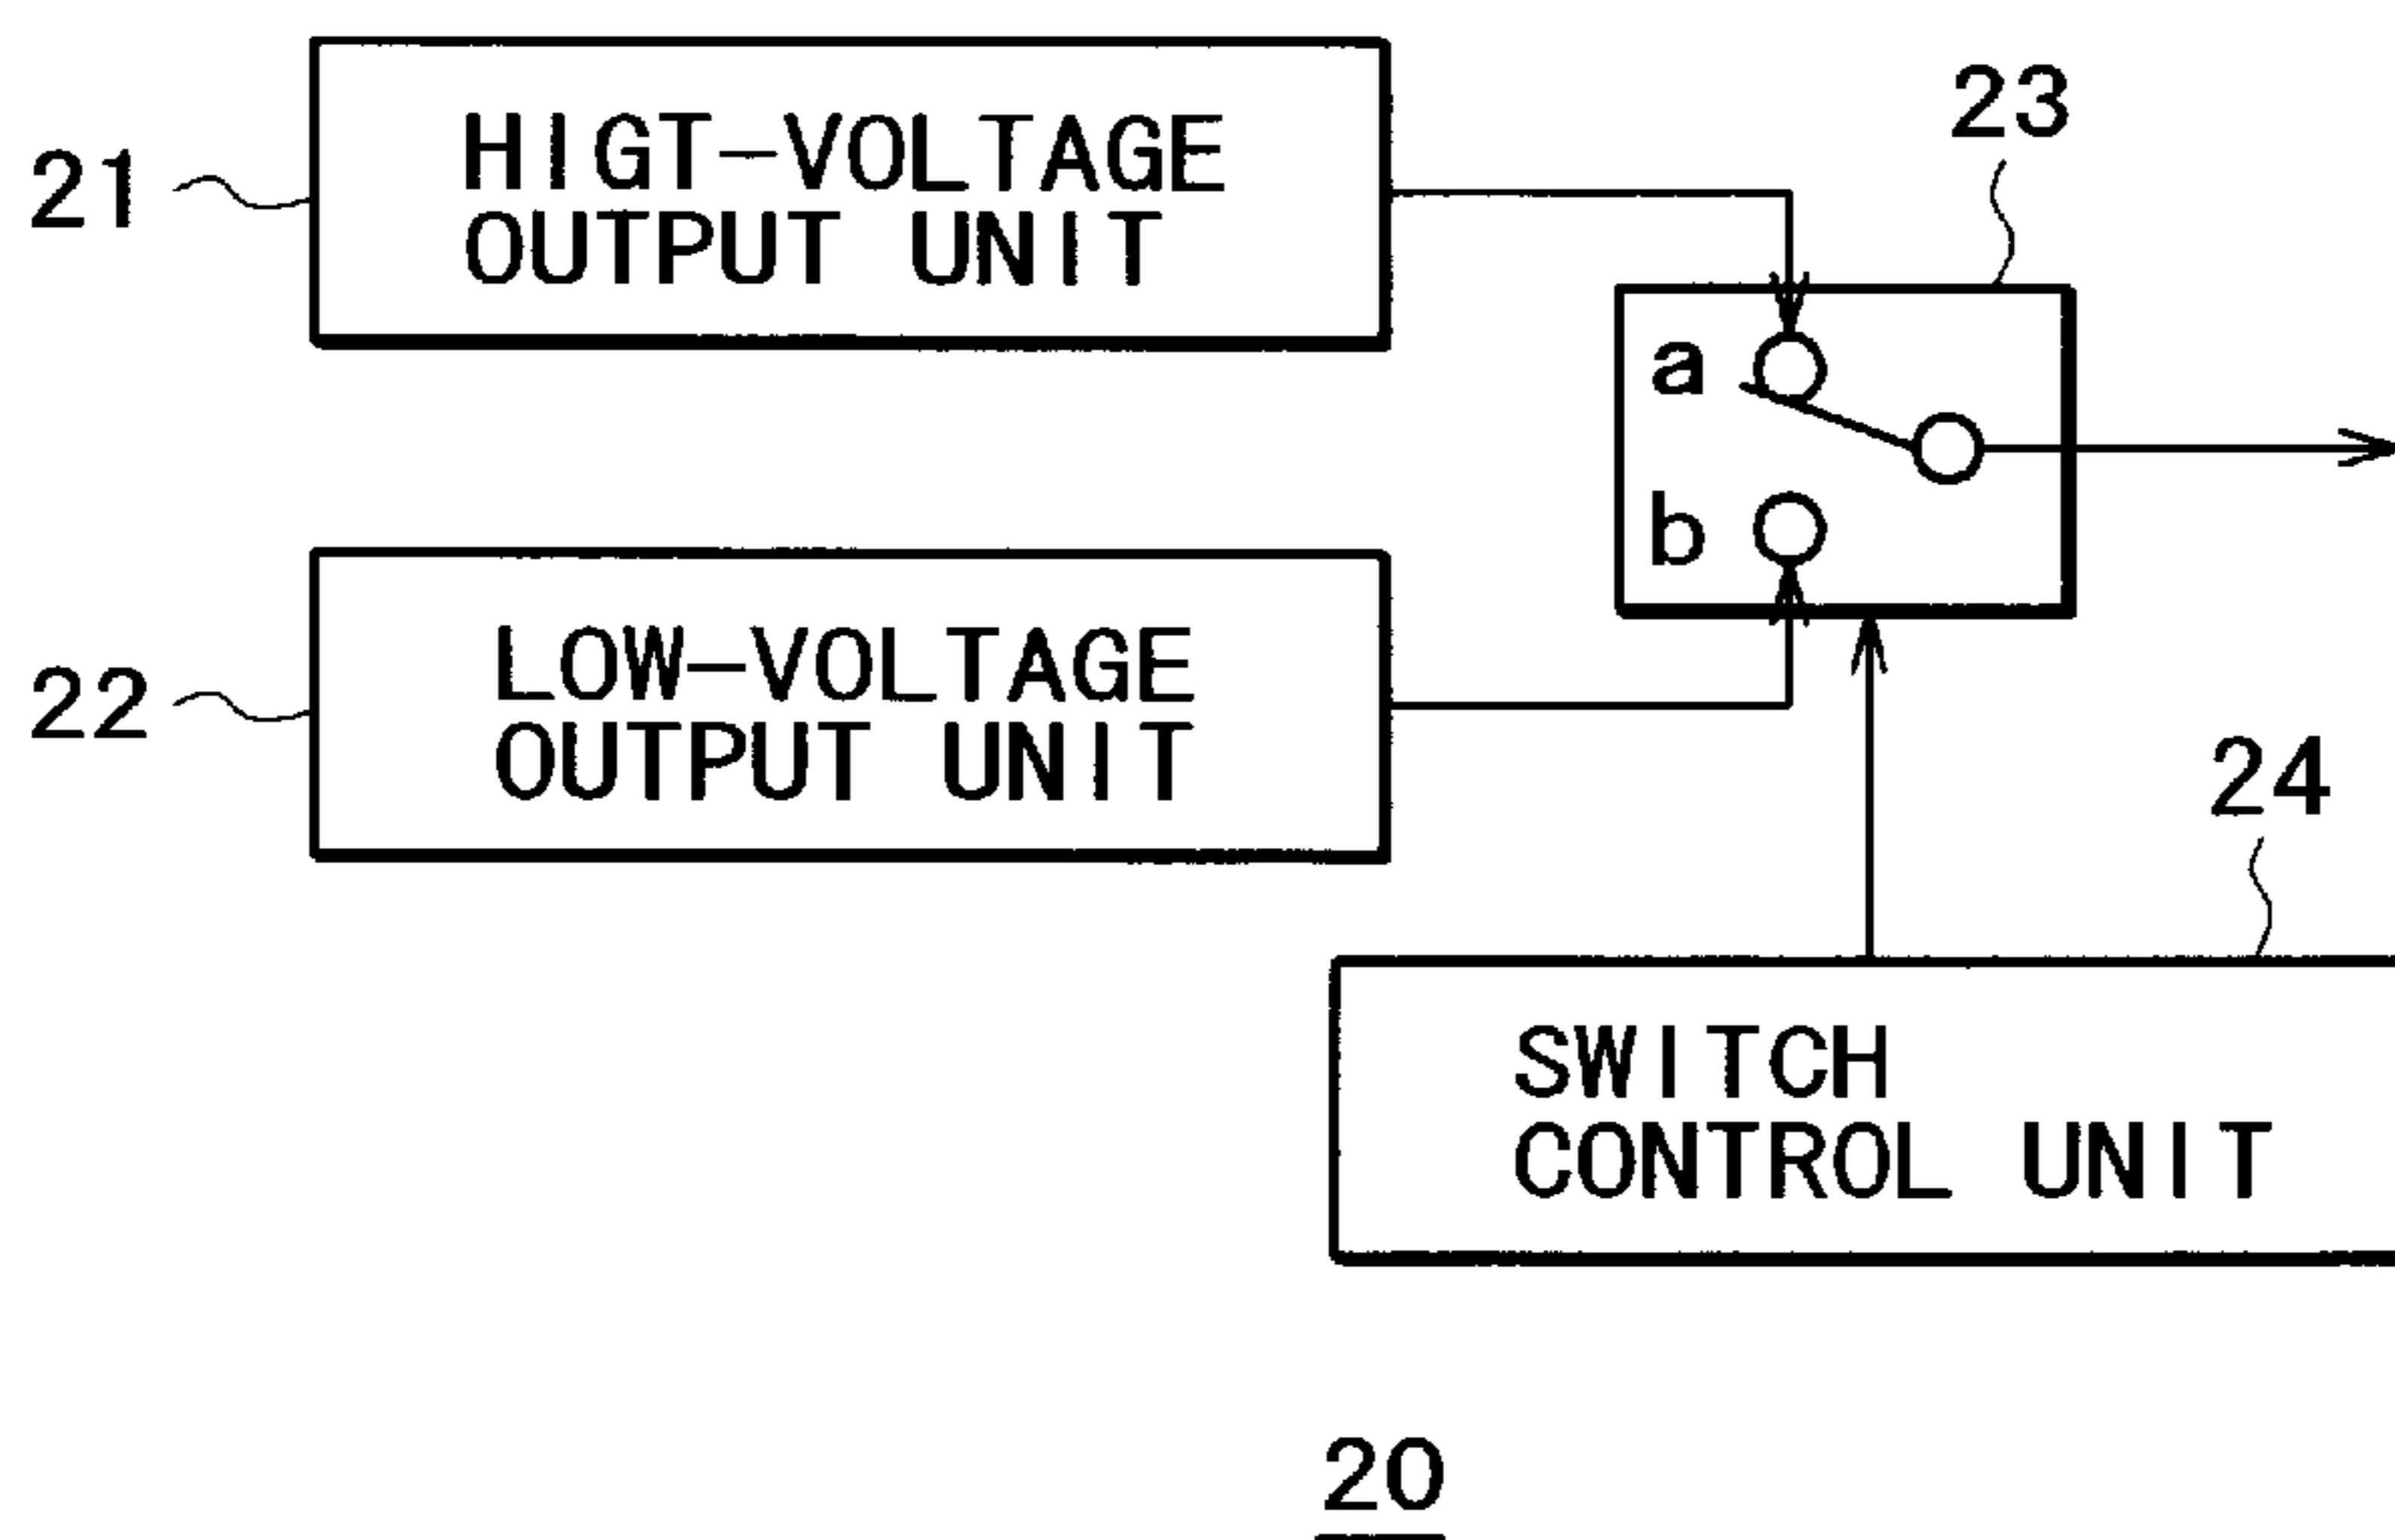 21
HIGT-VOLTAGE
OUTPUT UNIT
23
a
b
22
LOW-VOLTAGE
OUTPUT UNIT
24
SWITCH
CONTROL UNIT
20